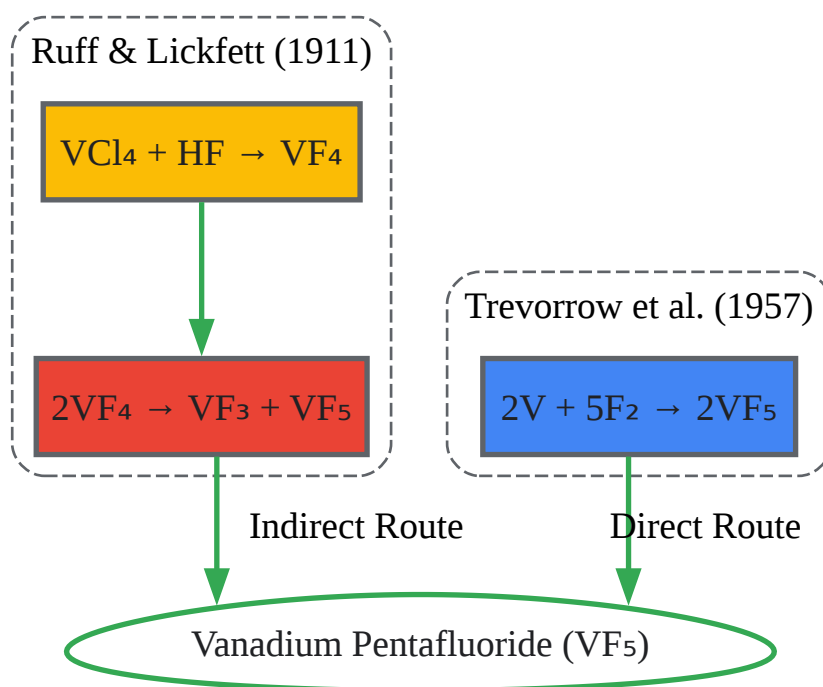 Ruff & Lickfett (1911)
VCl₄ + HF → VF₄
Trevorrow et al. (1957)
2VF₄ → VF₃ + VF₅
2V + 5F₂ → 2VF₅
Indirect Route
Direct Route
Vanadium Pentafluoride (VF₅)